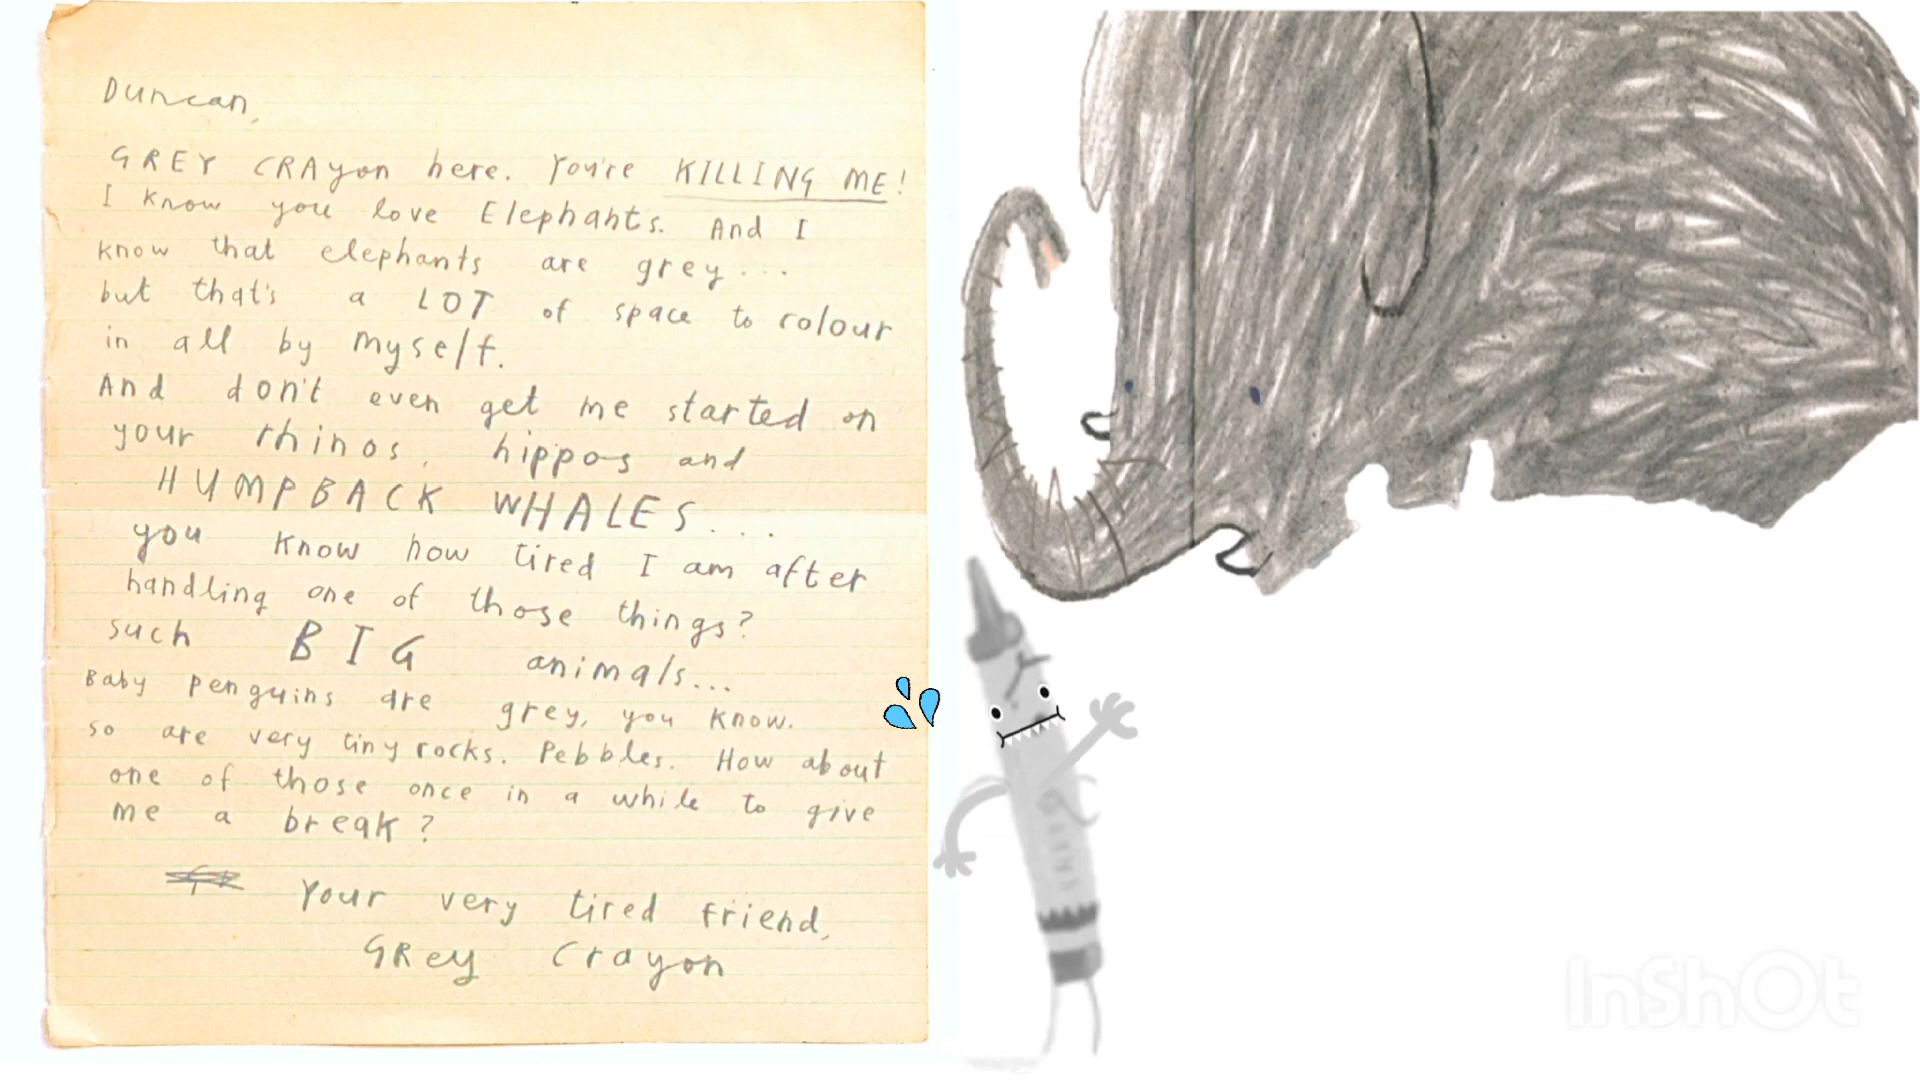 Duncan,
GREY CRAyon here. You're KILLING ME!
I know you love Elephants. And I
know that elephants are grey...
but that's a LOT of space to colour
in all by myself.
And don't even get me started on
your rhinos, hippos and
HUMPBACK WHALES...
you know how tired I am after
handling one of those things?
such BIG animals...
Baby penguins are grey, you know.
so are very tiny rocks. Pebbles. How about
one of those once in a while to give
me a break?
Your very tired friend,
GRey Crayon
InShOt